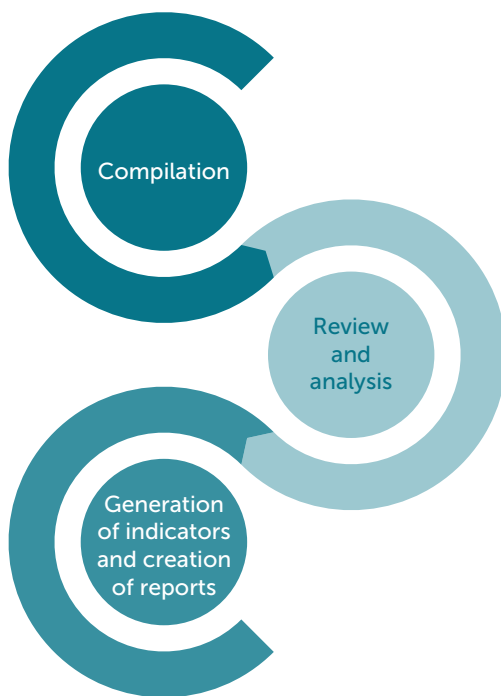 Compilation
Review
and
analysis
Generation
of indicators
and creation
of reports